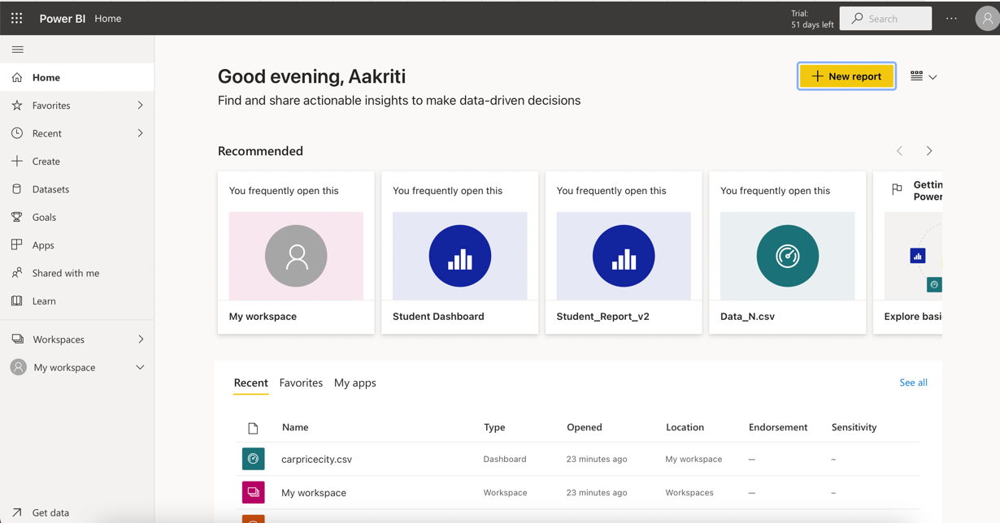 Power BI Home
Trial:
51 days left
Search
Home
Favorites
Recent
Create
Datasets
Goals
Apps
Shared with me
Learn
Workspaces
My workspace
Get data
Good evening, Aakriti
Find and share actionable insights to make data-driven decisions
New report
Recommended
You frequently open this
My workspace
You frequently open this
Student Dashboard
You frequently open this
Student_Report_v2
You frequently open this
Data_N.csv
Gettin
Power
Explore basi
Recent Favorites My apps
See all
Name Type Opened Location Endorsement Sensitivity
carpricecity.csv Dashboard 23 minutes ago My workspace — –
My workspace Workspace 23 minutes ago Workspaces — –